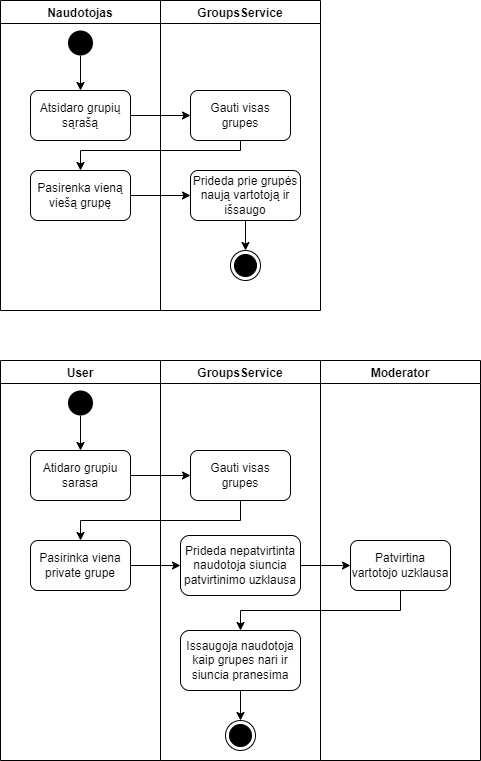 Naudotojas
GroupsService
Atsidaro grupių
sąrašą
Gauti visas
grupes
Pasirenka vieną
viešą grupę
Prideda prie grupės
naują vartotoją ir
išsaugo
User
GroupsService
Moderator
Atidaro grupiu
sarasa
Gauti visas
grupes
Pasirinka viena
private grupe
Prideda nepatvirtinta
naudotoja siuncia
patvirtinimo uzklausa
Patvirtina
vartotojo uzklausa
Issaugoja naudotoja
kaip grupes nari ir
siuncia pranesima